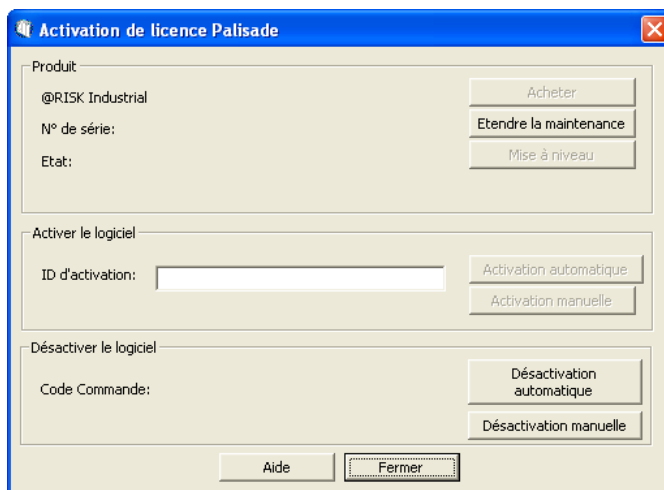 Activation de licence Palisade
Produit
@RISK Industrial
Acheter
N° de série:
Etendre la maintenance
Etat:
Mise à niveau
Activer le logiciel
ID d'activation:
Activation automatique
Activation manuelle
Désactiver le logiciel
Code Commande:
Désactivation
automatique
Désactivation manuelle
Aide
Fermer